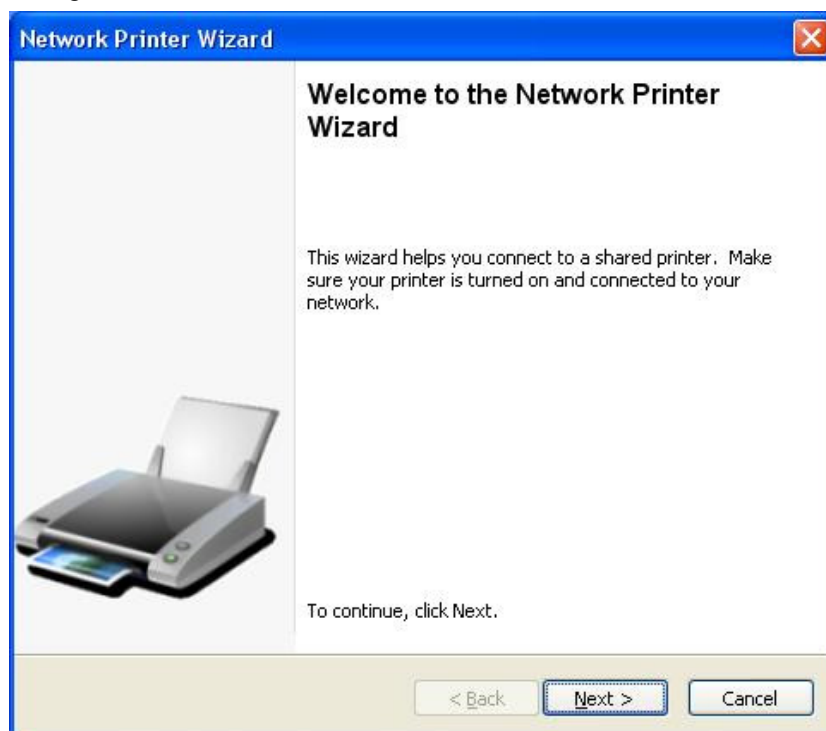 Network Printer Wizard
Welcome to the Network Printer
Wizard
This wizard helps you connect to a shared printer. Make
sure your printer is turned on and connected to your
network.
To continue, click Next.
< Back
Next >
Cancel